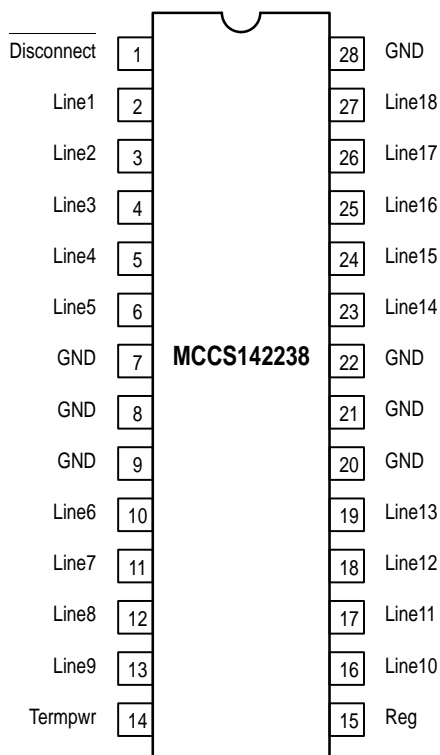 Disconnect 1 28 GND
Line1 2 27 Line18
Line2 3 26 Line17
Line3 4 25 Line16
Line4 5 24 Line15
Line5 6 23 Line14
GND 7 MCCS142238 22 GND
GND 8 21 GND
GND 9 20 GND
Line6 10 19 Line13
Line7 11 18 Line12
Line8 12 17 Line11
Line9 13 16 Line10
Termpwr 14 15 Reg